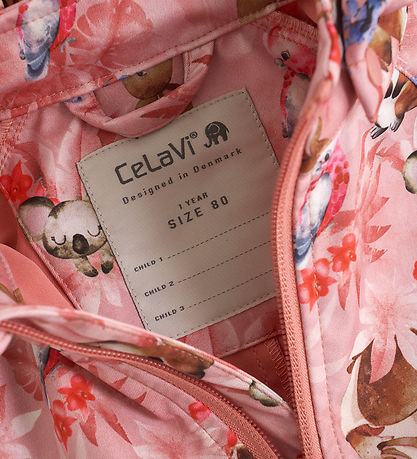 CeLaVi®
Designed in Denmark
1 YEAR
SIZE 80
CHILD 1
CHILD 2
CHILD 3